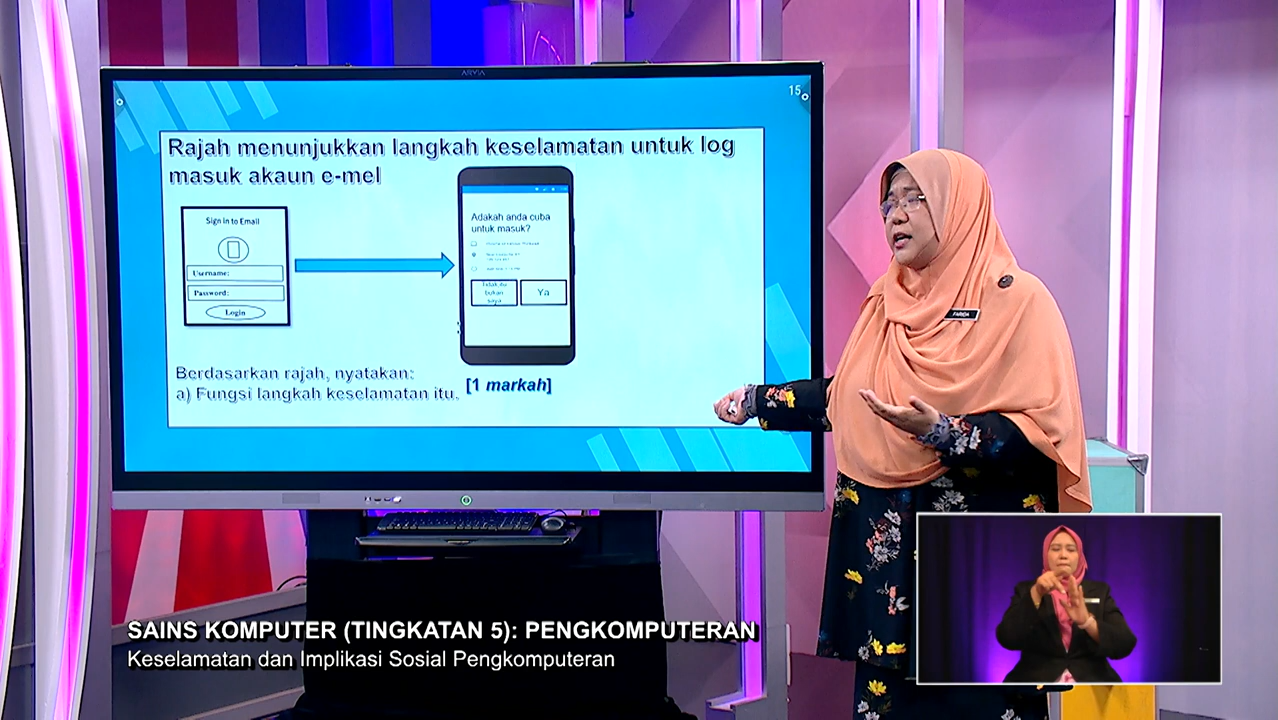 ARVIA
15
Rajah menunjukkan langkah keselamatan untuk log
masuk akaun e-mel
Sign in to Email
Username:
Password:
Login
Adakah anda cuba
untuk masuk?
Ya
Berdasarkan rajah, nyatakan:
a) Fungsi langkah keselamatan itu.
[1 markah]
FARIDA
SAINS KOMPUTER (TINGKATAN 5): PENGKOMPUTERAN
Keselamatan dan Implikasi Sosial Pengkomputeran